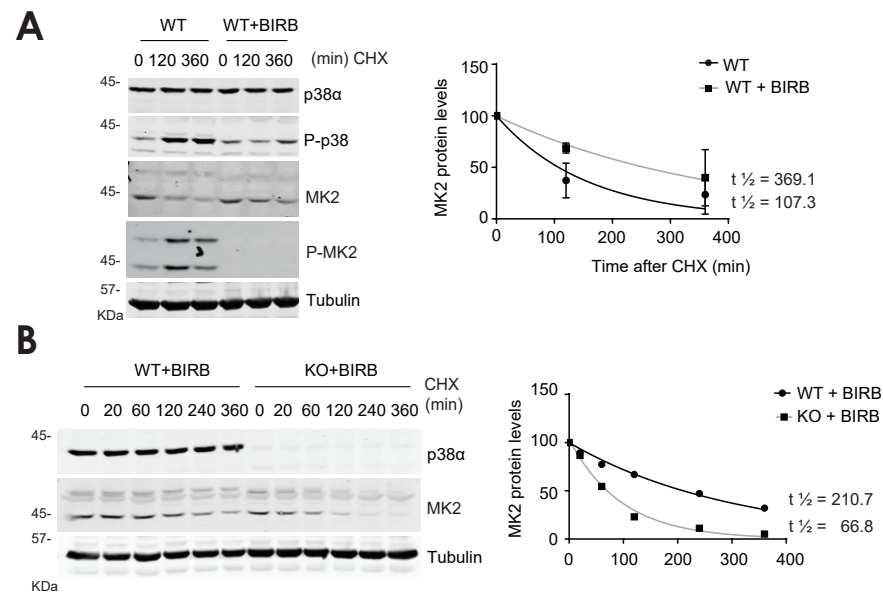 A
WT WT+BIRB
0 120 360 0 120 360 (min) CHX
45- p38α
P-p38
45- MK2
P-MK2
45-
57- Tubulin
KDa
WT
WT + BIRB
MK2 protein levels
150
100
50
0
t ½ = 369.1
t ½ = 107.3
0 100 200 300 400
Time after CHX (min)
B
WT+BIRB KO+BIRB
CHX
(min)
0 20 60 120 240 360 0 20 60 120 240 360
45- p38α
MK2
45-
57- Tubulin
KDa
WT + BIRB
KO + BIRB
MK2 protein levels
150
100
50
0
t ½ = 210.7
t ½ = 66.8
0 100 200 300 400